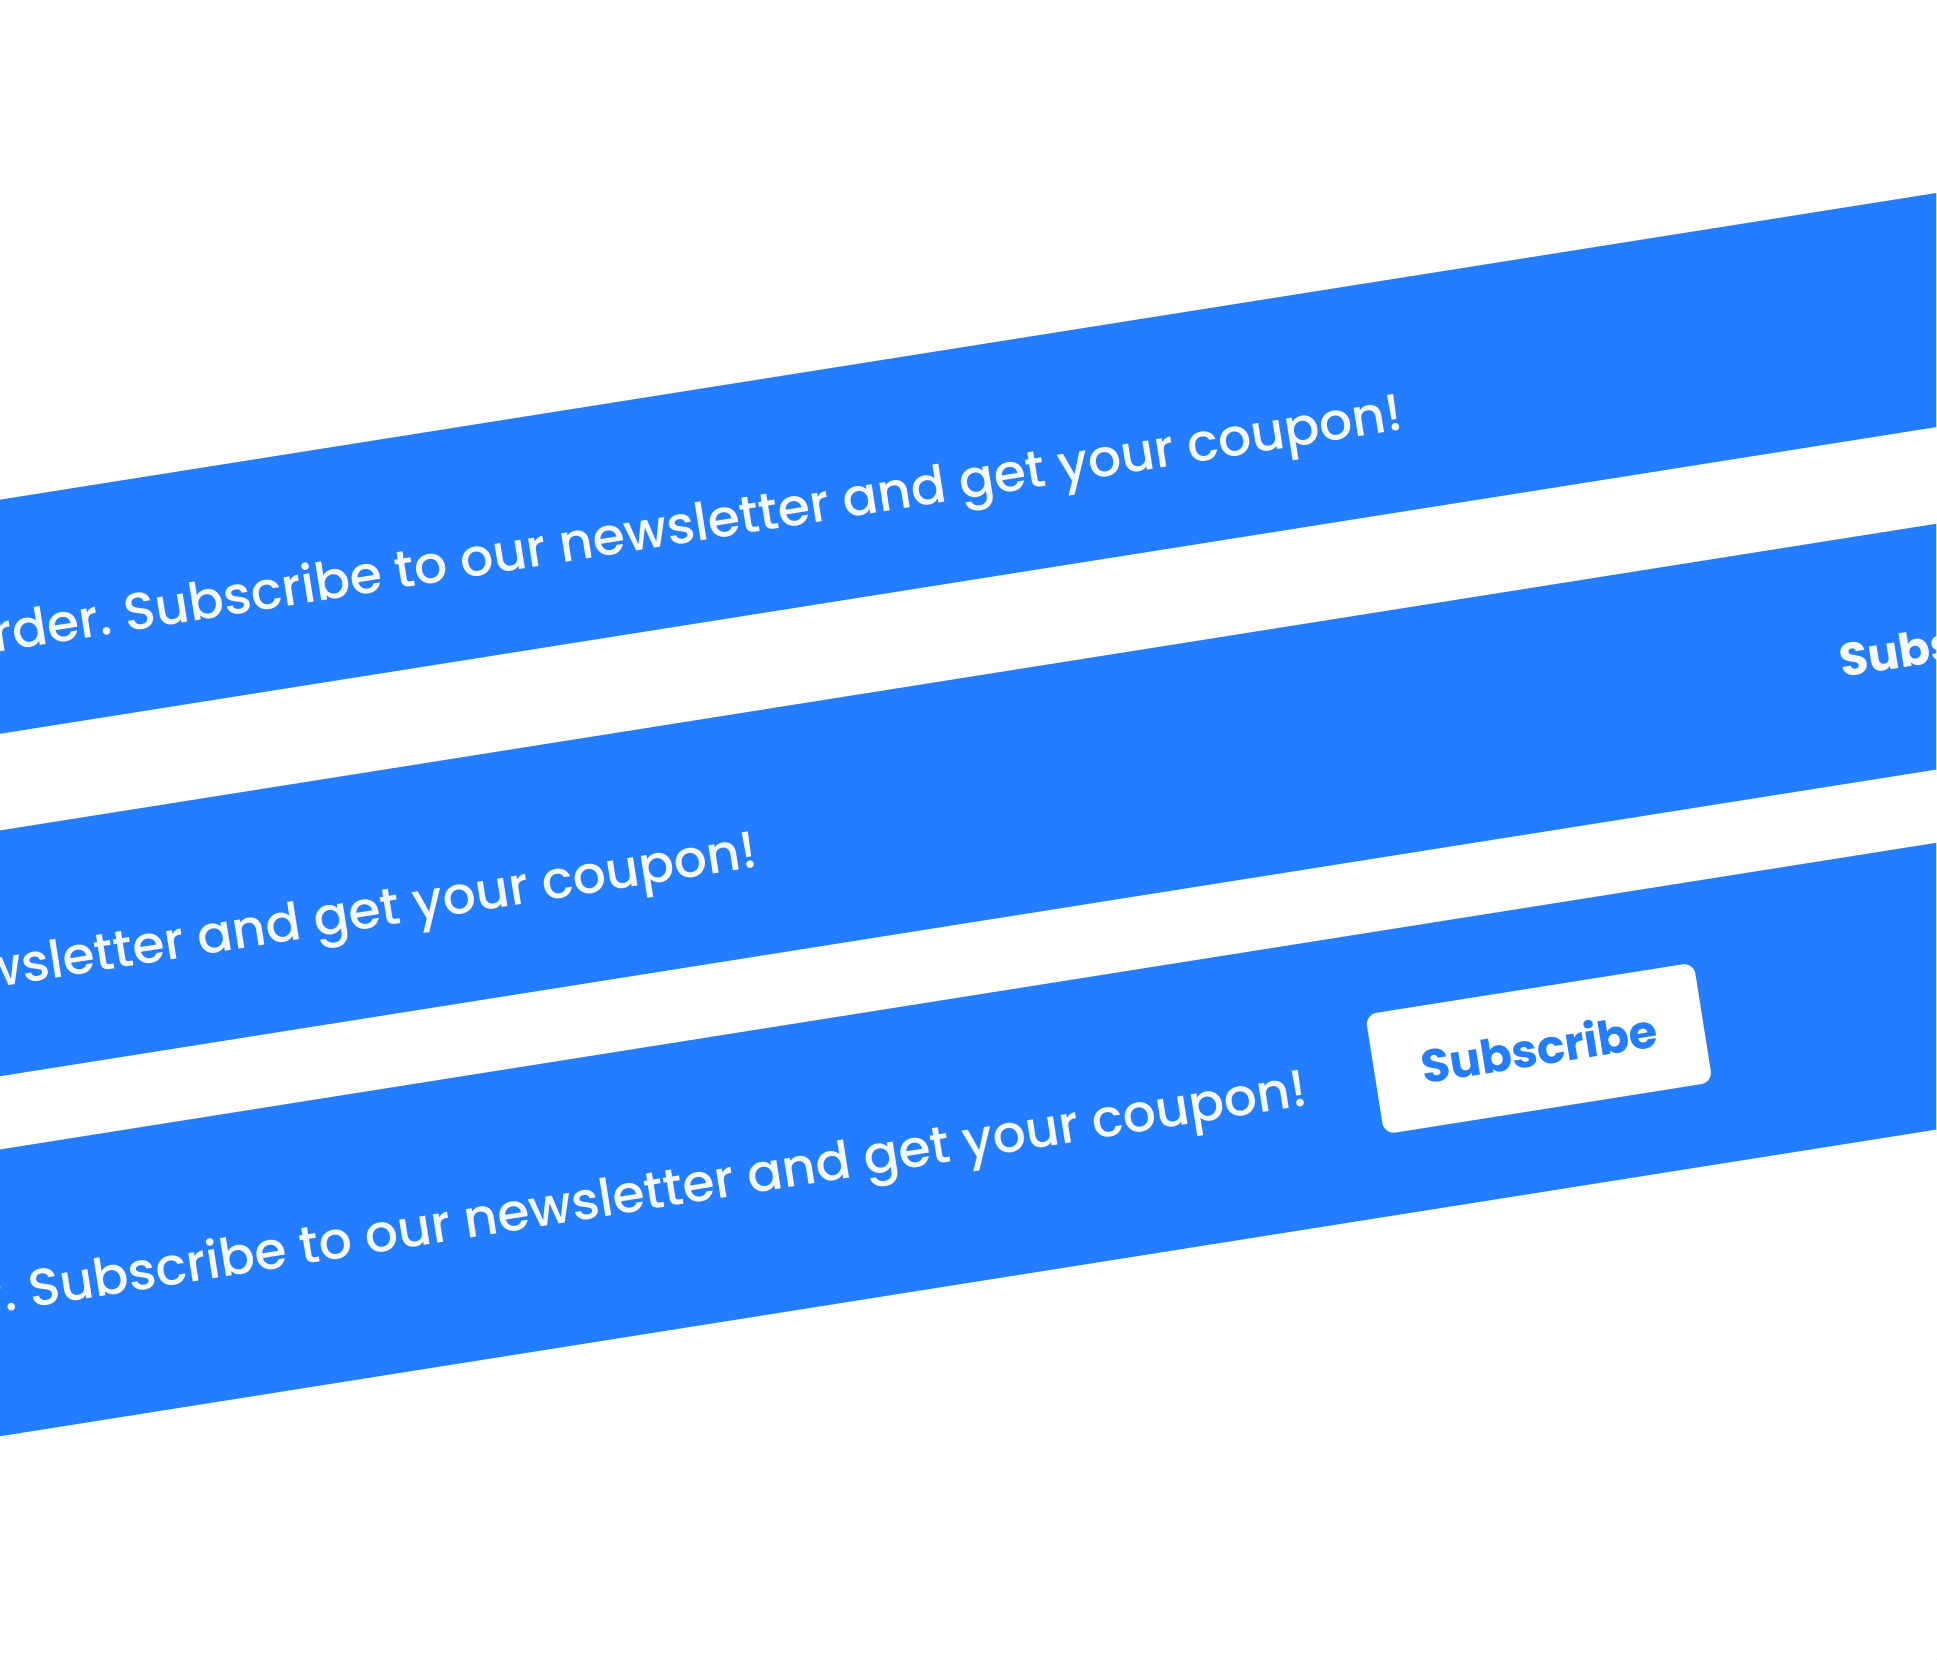 rder. Subscribe to our newsletter and get your coupon!
wsletter and get your coupon!
Subs
. Subscribe to our newsletter and get your coupon!
Subscribe